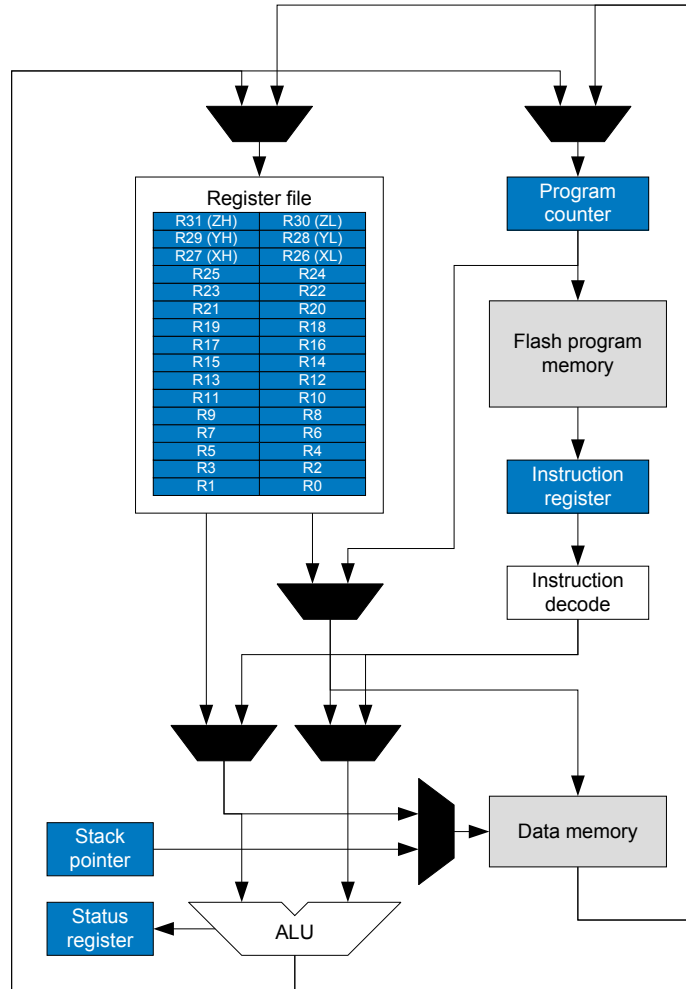 Register file
R31 (ZH) R30 (ZL)
R29 (YH) R28 (YL)
R27 (XH) R26 (XL)
R25 R24
R23 R22
R21 R20
R19 R18
R17 R16
R15 R14
R13 R12
R11 R10
R9 R8
R7 R6
R5 R4
R3 R2
R1 R0
Program
counter
Flash program
memory
Instruction
register
Instruction
decode
Stack
pointer
Data memory
Status
register
ALU